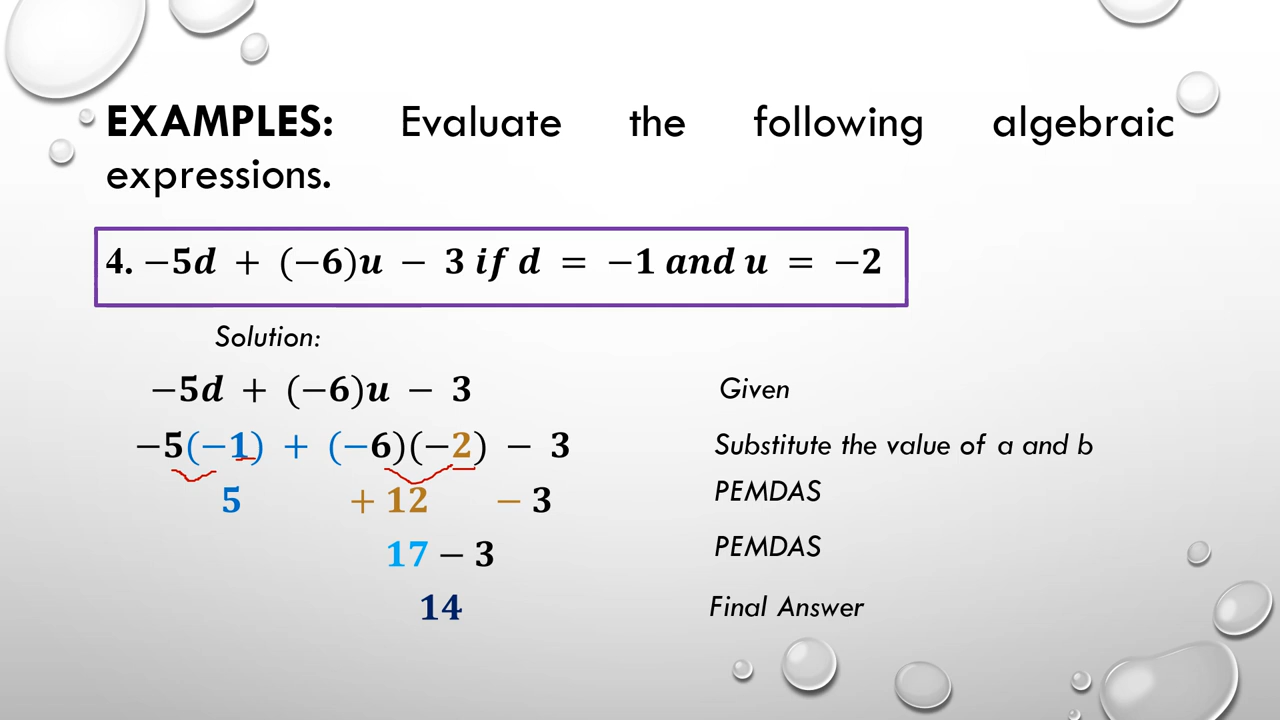 EXAMPLES: Evaluate the following algebraic
expressions.
4. −5d + (−6)u − 3 if d = −1 and u = −2
Solution:
−5d + (−6)u − 3 Given
−5(−1) + (−6)(−2) − 3 Substitute the value of a and b
5 + 12 − 3 PEMDAS
17 − 3 PEMDAS
14 Final Answer